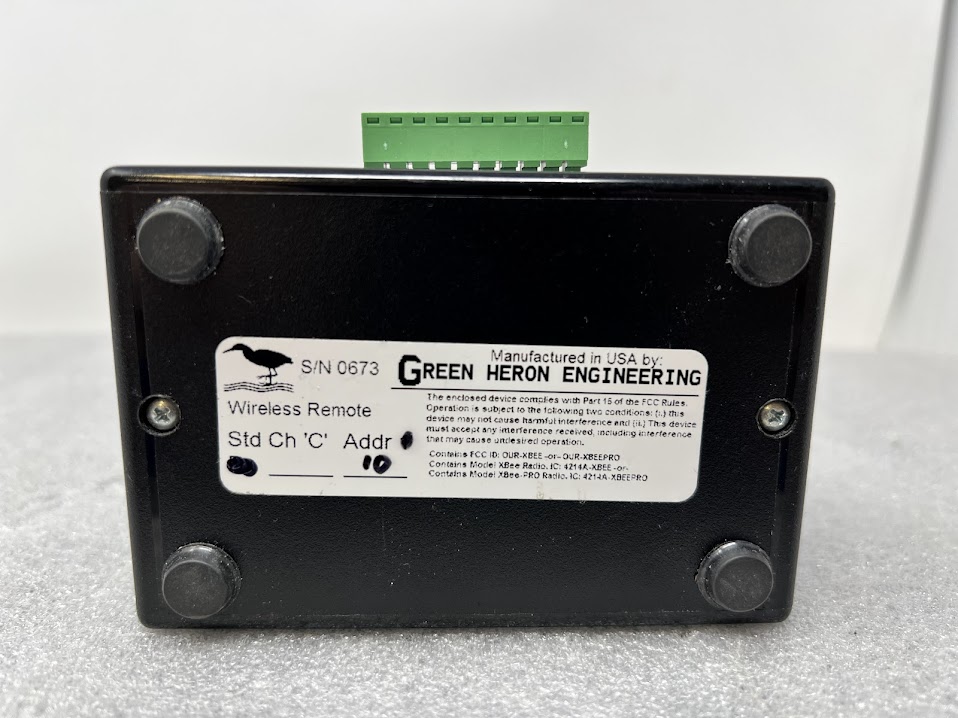 S/N 0673
Wireless Remote
Std Ch 'C' Addr
10
Manufactured in USA by:
GREEN HERON ENGINEERING
The enclosed device complies with Part 15 of the FCC Rules.
Operation is subject to the following two conditions: (i.) this
device may not cause harmful interference and (ii.) This device
must accept any interference received, including interference
that may cause undesired operation.
Contains FCC ID: OUR-XBEE -or- OUR-XBEEPRO
Contains Model XBee Radio, IC: 4214A-XBEE -or-
Contains Model XBee-PRO Radio, IC: 4214A-XBEEPRO